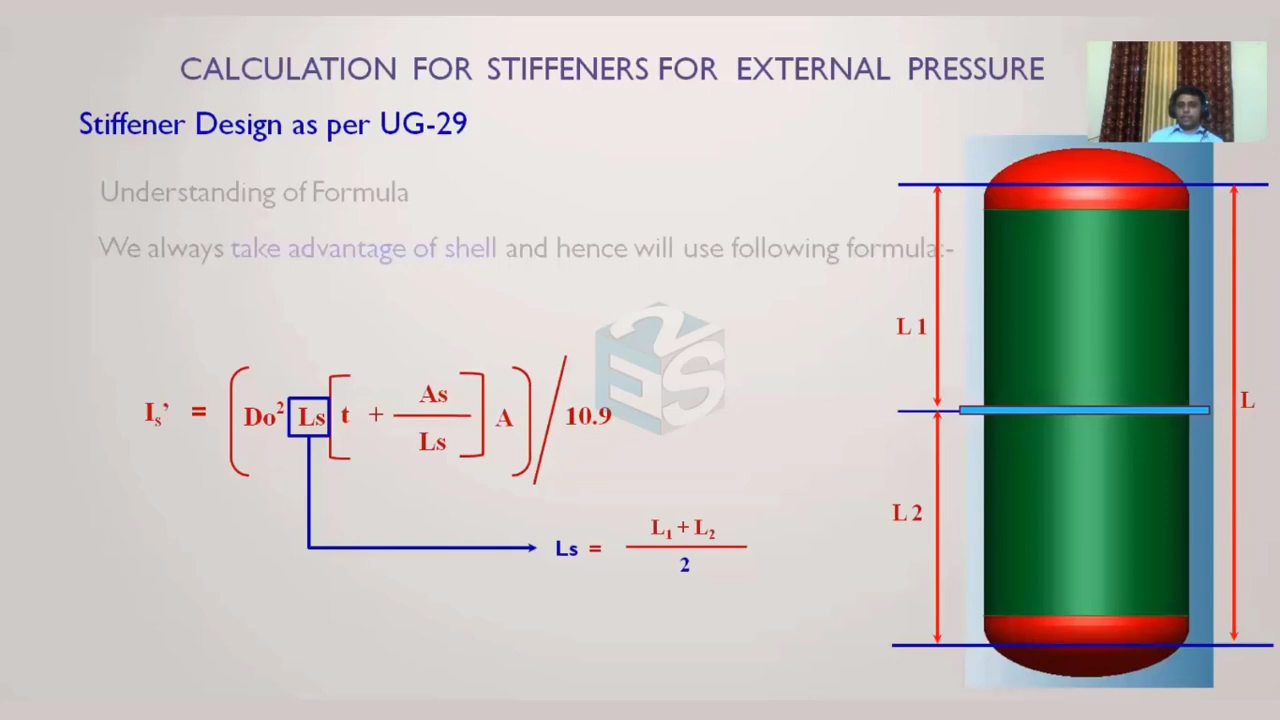 CALCULATION FOR STIFFENERS FOR EXTERNAL PRESSURE
Stiffener Design as per UG-29
Understanding of Formula
We always take advantage of shell and hence will use following formula:-
Is' = ( Do² Ls [ t + As / Ls ] A ) / 10.9
Ls = L₁ + L₂ / 2
L 1
L
L 2